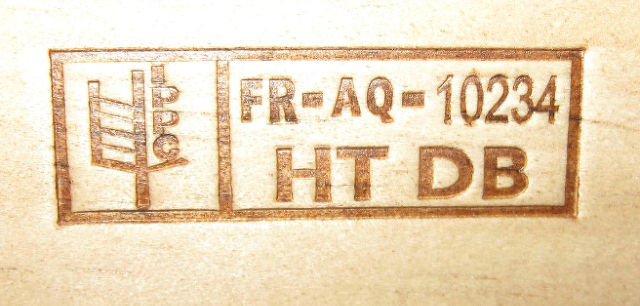 IPPC
FR-AQ-10234
HT DB